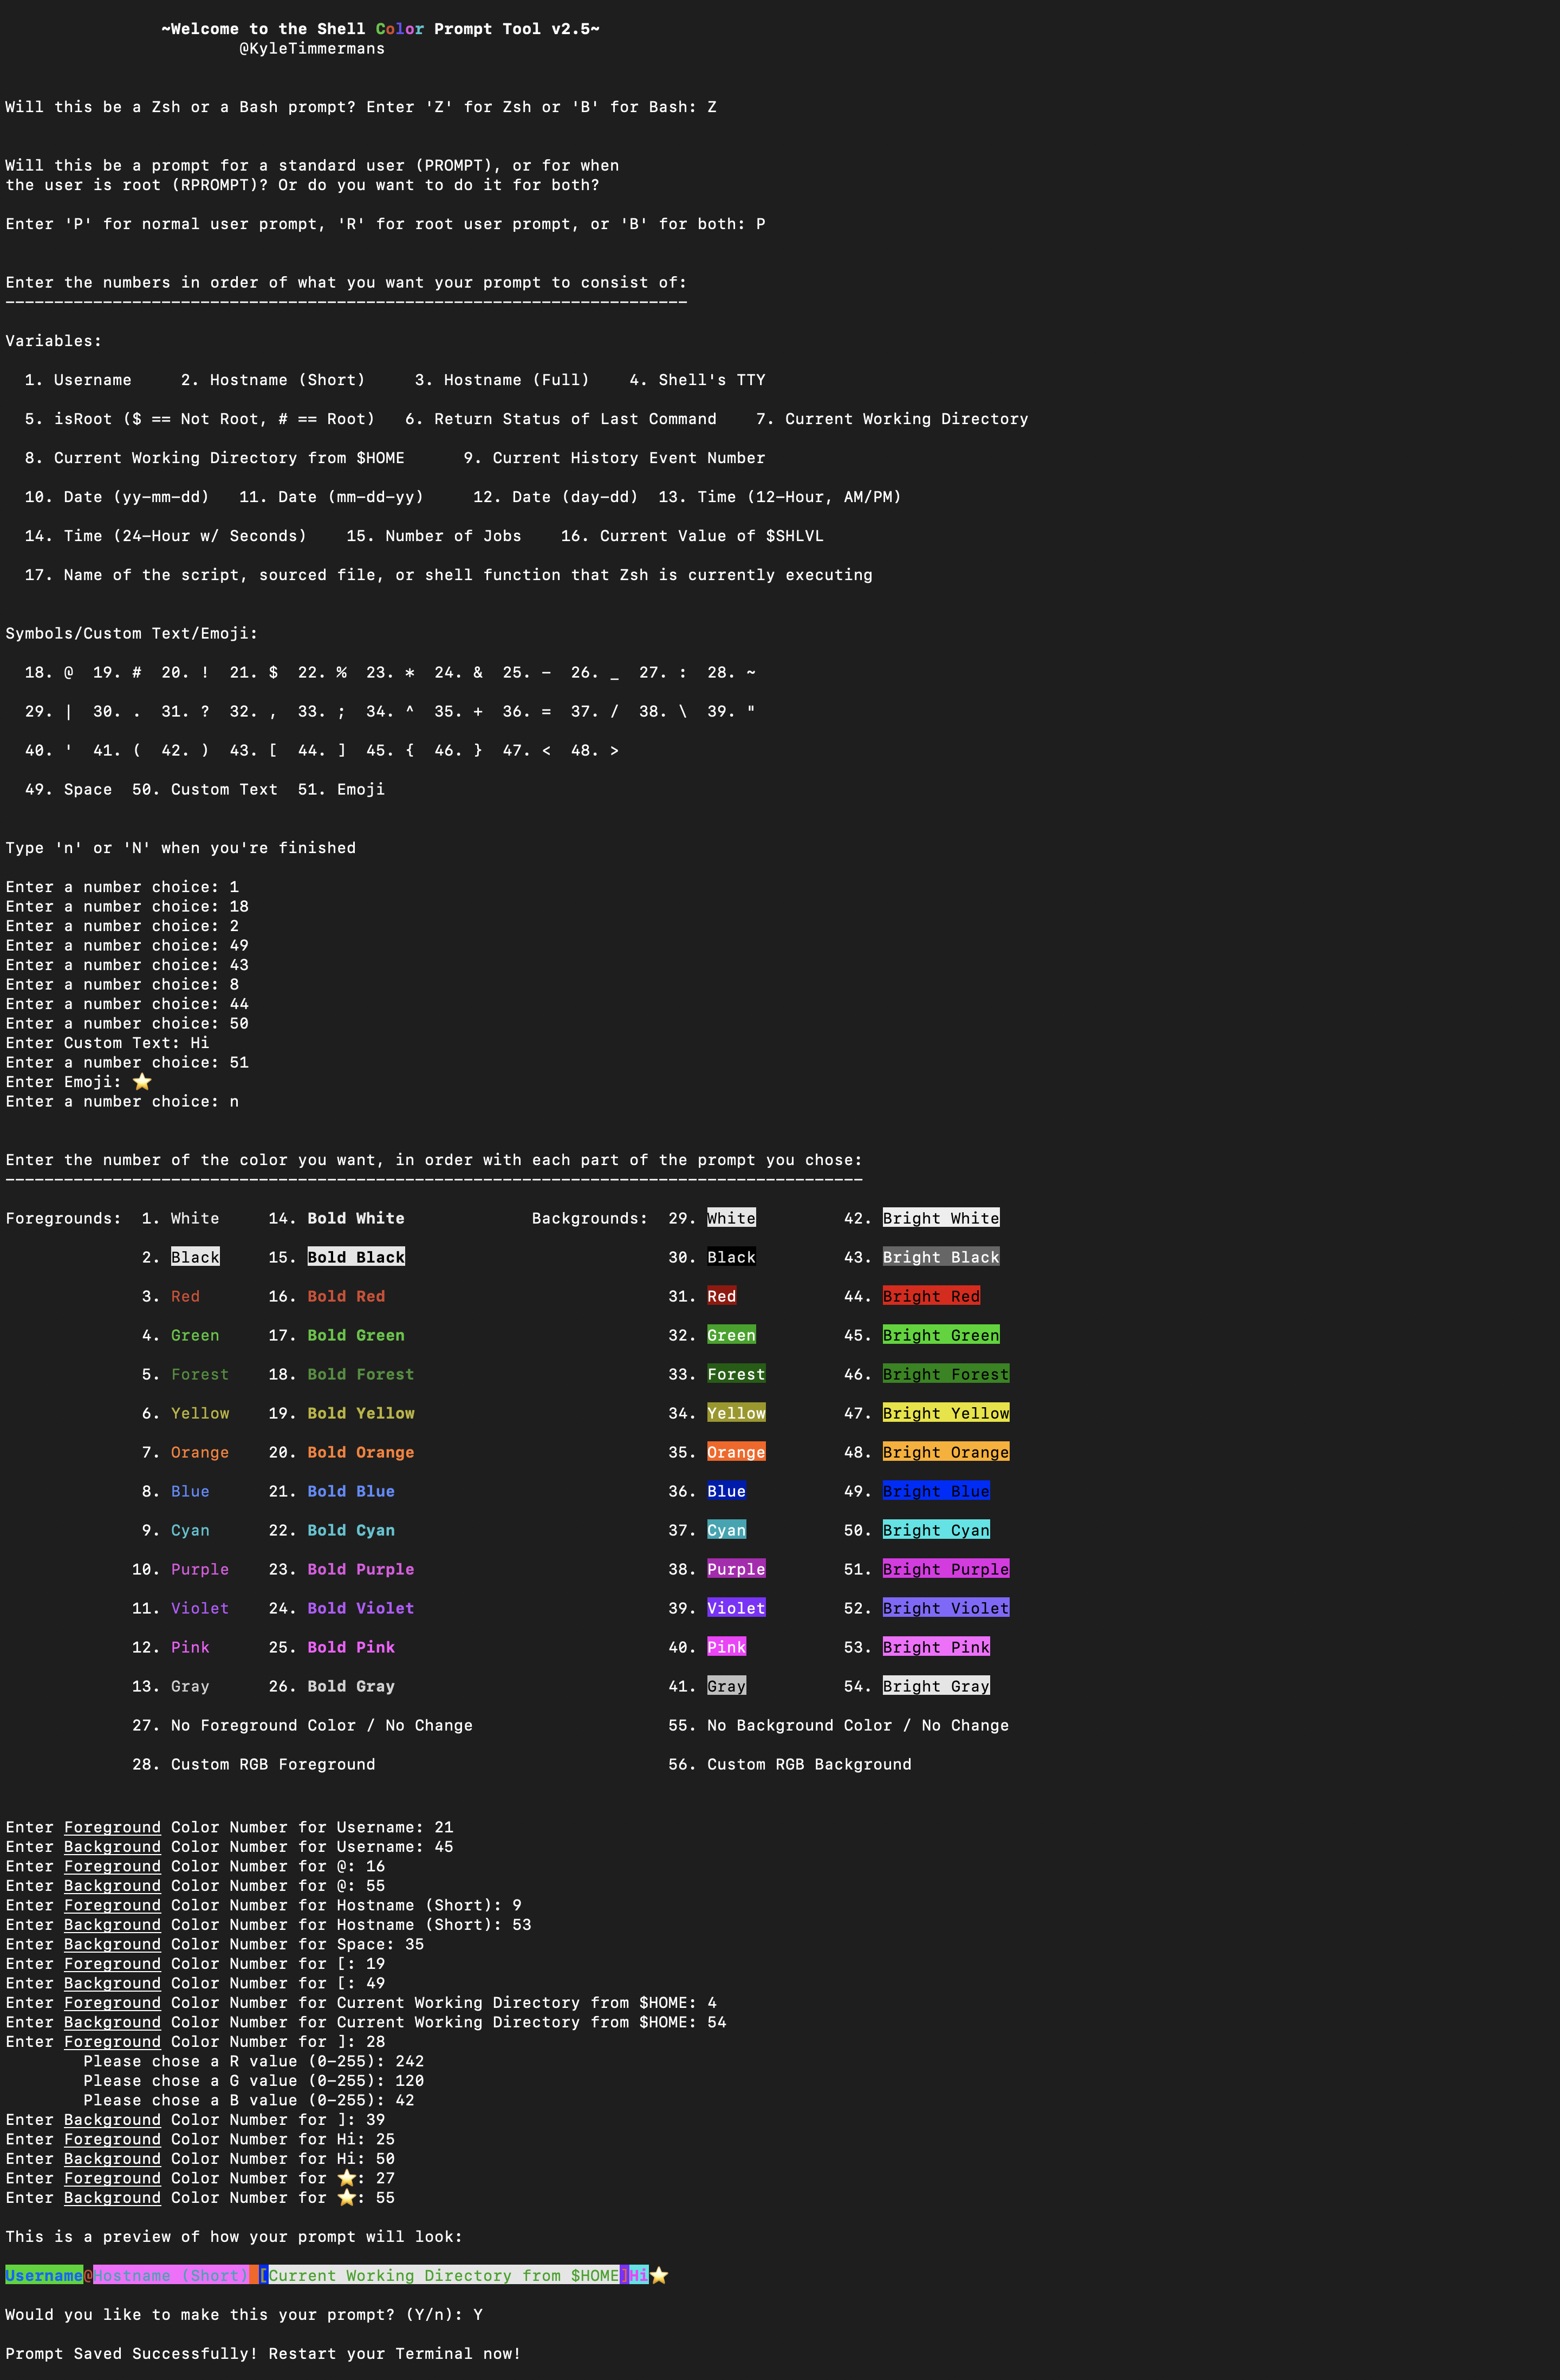 ~Welcome to the Shell Color Prompt Tool v2.5~
@KyleTimmermans
Will this be a Zsh or a Bash prompt? Enter 'Z' for Zsh or 'B' for Bash: Z
Will this be a prompt for a standard user (PROMPT), or for when
the user is root (RPROMPT)? Or do you want to do it for both?
Enter 'P' for normal user prompt, 'R' for root user prompt, or 'B' for both: P
Enter the numbers in order of what you want your prompt to consist of:
----------------------------------------------------------------------
Variables:
1. Username 2. Hostname (Short) 3. Hostname (Full) 4. Shell's TTY
5. isRoot ($ == Not Root, # == Root) 6. Return Status of Last Command 7. Current Working Directory
8. Current Working Directory from $HOME 9. Current History Event Number
10. Date (yy-mm-dd) 11. Date (mm-dd-yy) 12. Date (day-dd) 13. Time (12-Hour, AM/PM)
14. Time (24-Hour w/ Seconds) 15. Number of Jobs 16. Current Value of $SHLVL
17. Name of the script, sourced file, or shell function that Zsh is currently executing
Symbols/Custom Text/Emoji:
18. @ 19. # 20. ! 21. $ 22. % 23. * 24. & 25. - 26. _ 27. : 28. ~
29. | 30. . 31. ? 32. , 33. ; 34. ^ 35. + 36. = 37. / 38. \ 39. "
40. ' 41. ( 42. ) 43. [ 44. ] 45. { 46. } 47. < 48. >
49. Space 50. Custom Text 51. Emoji
Type 'n' or 'N' when you're finished
Enter a number choice: 1
Enter a number choice: 18
Enter a number choice: 2
Enter a number choice: 49
Enter a number choice: 43
Enter a number choice: 8
Enter a number choice: 44
Enter a number choice: 50
Enter Custom Text: Hi
Enter a number choice: 51
Enter Emoji: ⭐
Enter a number choice: n
Enter the number of the color you want, in order with each part of the prompt you chose:
----------------------------------------------------------------------------------------
Foregrounds: 1. White 14. Bold White Backgrounds: 29. White 42. Bright White
2. Black 15. Bold Black 30. Black 43. Bright Black
3. Red 16. Bold Red 31. Red 44. Bright Red
4. Green 17. Bold Green 32. Green 45. Bright Green
5. Forest 18. Bold Forest 33. Forest 46. Bright Forest
6. Yellow 19. Bold Yellow 34. Yellow 47. Bright Yellow
7. Orange 20. Bold Orange 35. Orange 48. Bright Orange
8. Blue 21. Bold Blue 36. Blue 49. Bright Blue
9. Cyan 22. Bold Cyan 37. Cyan 50. Bright Cyan
10. Purple 23. Bold Purple 38. Purple 51. Bright Purple
11. Violet 24. Bold Violet 39. Violet 52. Bright Violet
12. Pink 25. Bold Pink 40. Pink 53. Bright Pink
13. Gray 26. Bold Gray 41. Gray 54. Bright Gray
27. No Foreground Color / No Change 55. No Background Color / No Change
28. Custom RGB Foreground 56. Custom RGB Background
Enter Foreground Color Number for Username: 21
Enter Background Color Number for Username: 45
Enter Foreground Color Number for @: 16
Enter Background Color Number for @: 55
Enter Foreground Color Number for Hostname (Short): 9
Enter Background Color Number for Hostname (Short): 53
Enter Background Color Number for Space: 35
Enter Foreground Color Number for [: 19
Enter Background Color Number for [: 49
Enter Foreground Color Number for Current Working Directory from $HOME: 4
Enter Background Color Number for Current Working Directory from $HOME: 54
Enter Foreground Color Number for ]: 28
Please chose a R value (0-255): 242
Please chose a G value (0-255): 120
Please chose a B value (0-255): 42
Enter Background Color Number for ]: 39
Enter Foreground Color Number for Hi: 25
Enter Background Color Number for Hi: 50
Enter Foreground Color Number for ⭐: 27
Enter Background Color Number for ⭐: 55
This is a preview of how your prompt will look:
Username@Hostname (Short) [Current Working Directory from $HOME]Hi⭐
Would you like to make this your prompt? (Y/n): Y
Prompt Saved Successfully! Restart your Terminal now!